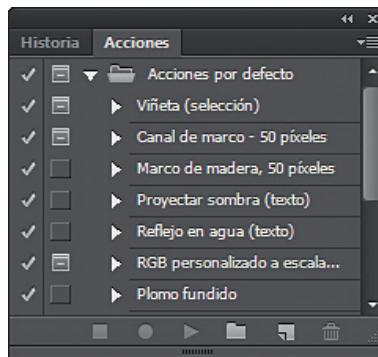 Historia Acciones
Acciones por defecto
Viñeta (selección)
Canal de marco - 50 píxeles
Marco de madera, 50 píxeles
Proyectar sombra (texto)
Reflejo en agua (texto)
RGB personalizado a escala...
Plomo fundido